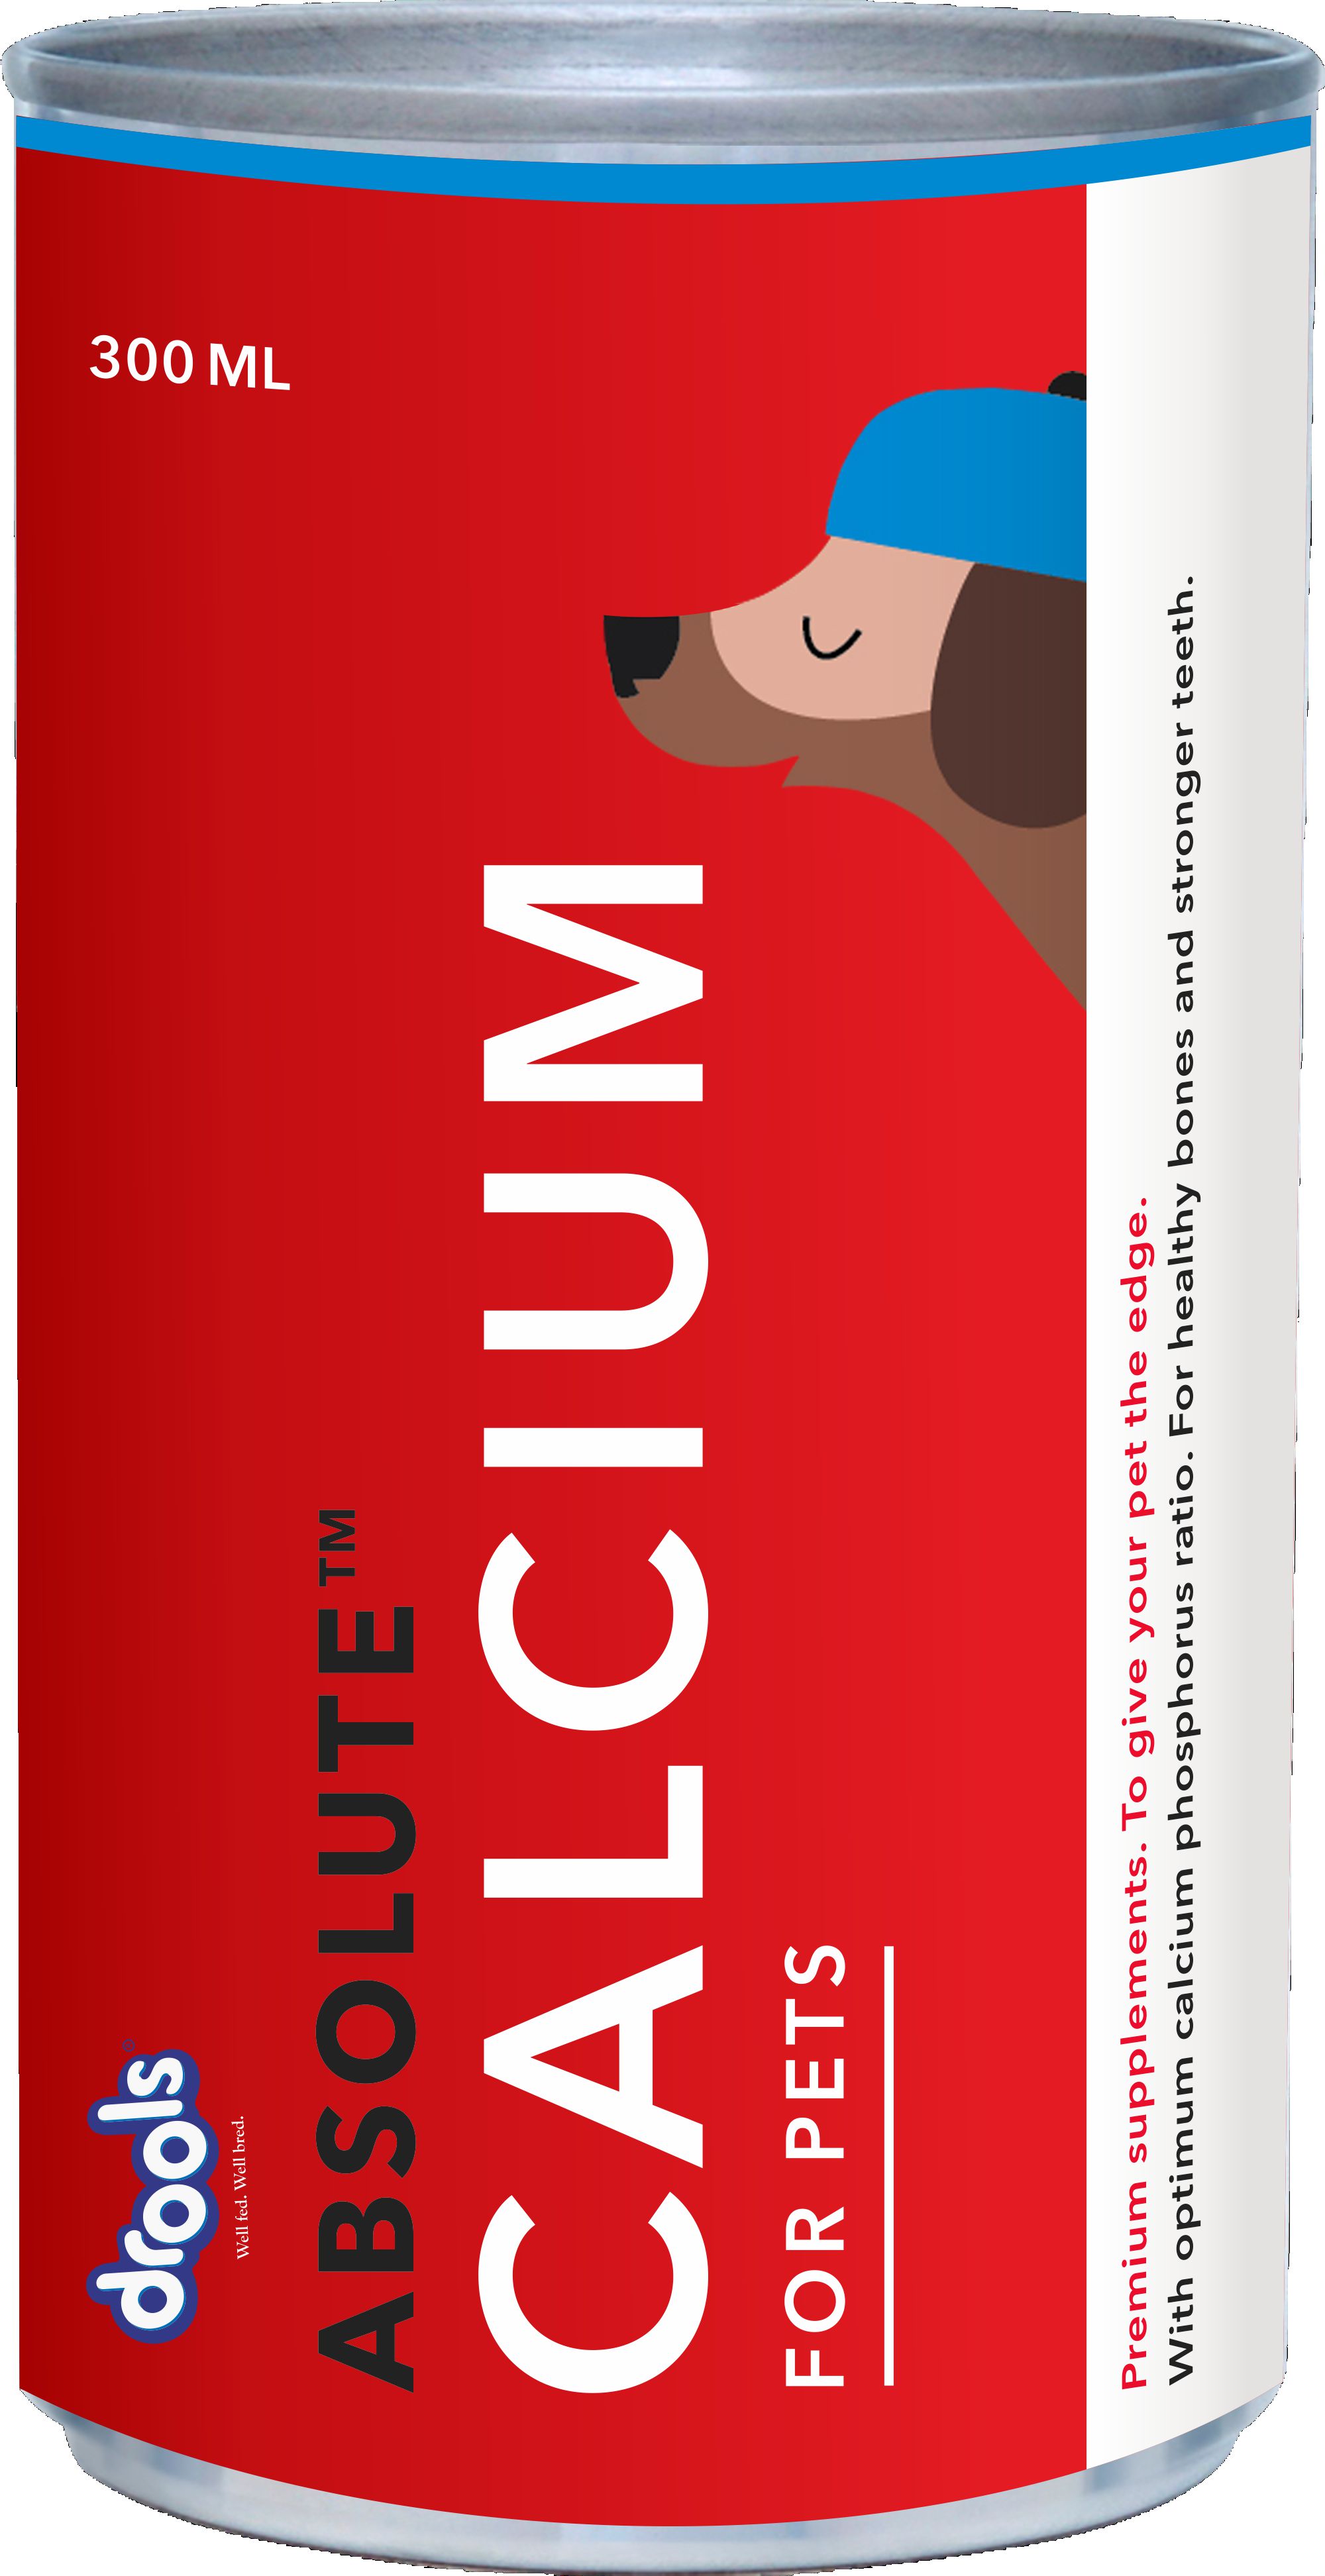 300 ML
drools®
Well fed. Well bred.
ABSOLUTE™
CALCIUM
FOR PETS
Premium supplements. To give your pet the edge.
With optimum calcium phosphorus ratio. For healthy bones and stronger teeth.